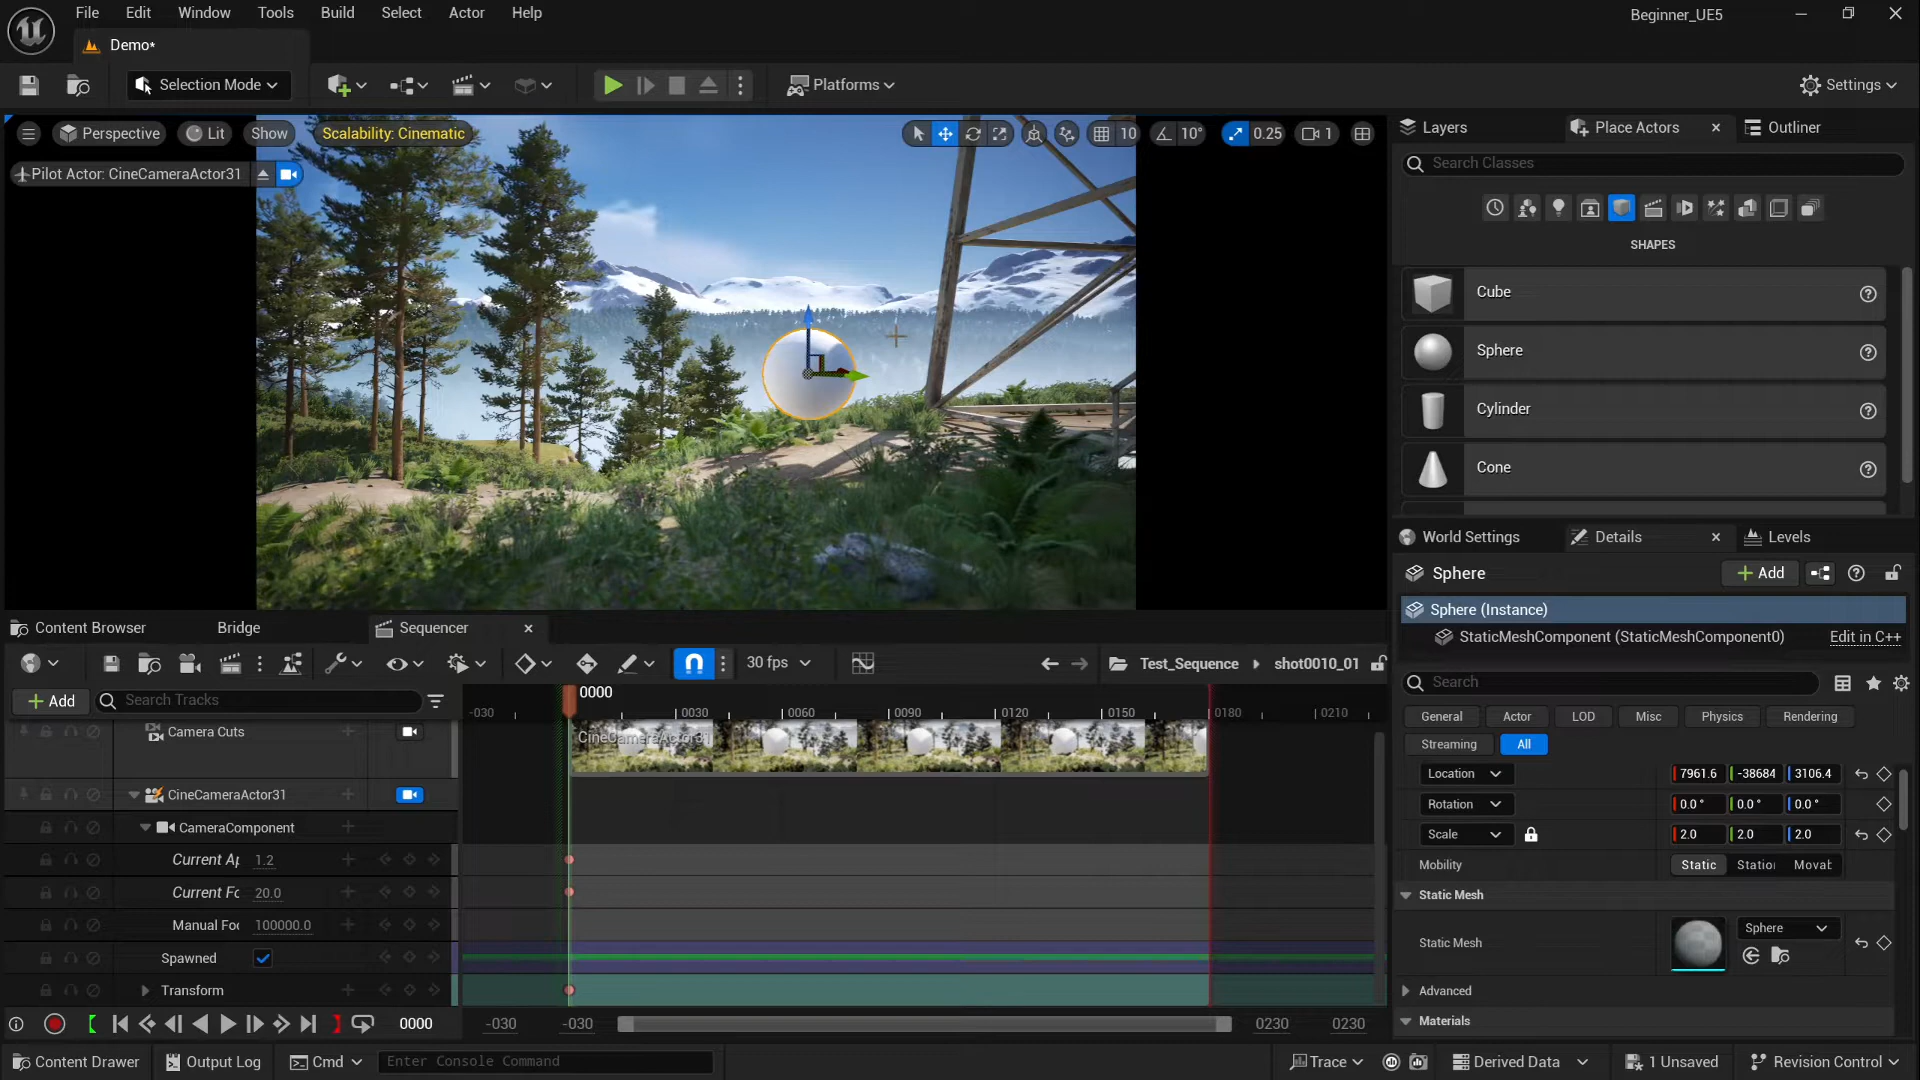 File Edit Window Tools Build Select Actor Help
Beginner_UE5
Demo*
Selection Mode
Platforms
Settings
Perspective Lit Show Scalability: Cinematic
10 10° 0.25 1
Pilot Actor: CineCameraActor31
Layers Place Actors Outliner
Search Classes
SHAPES
Cube
Sphere
Cylinder
Cone
World Settings Details Levels
Sphere
Add
Sphere (Instance)
StaticMeshComponent (StaticMeshComponent0) Edit in C++
Search
General Actor LOD Misc Physics Rendering
Streaming All
Location 7961.6 -38684 3106.4
Rotation 0.0° 0.0° 0.0°
Scale 2.0 2.0 2.0
Mobility Static Statio Movab
Static Mesh
Static Mesh Sphere
Advanced
Materials
Content Browser Bridge Sequencer
30 fps
Test_Sequence shot0010_01
Add
Search Tracks
0000
-030 0030 0060 0090 0120 0150 0180 0210
Camera Cuts
CineCameraActor31
CineCameraActor31
CameraComponent
Current Ap 1.2
Current Fo 20.0
Manual Foc 100000.0
Spawned
Transform
0000 -030 -030 0230 0230
Content Drawer Output Log Cmd Enter Console Command
Trace Derived Data 1 Unsaved Revision Control